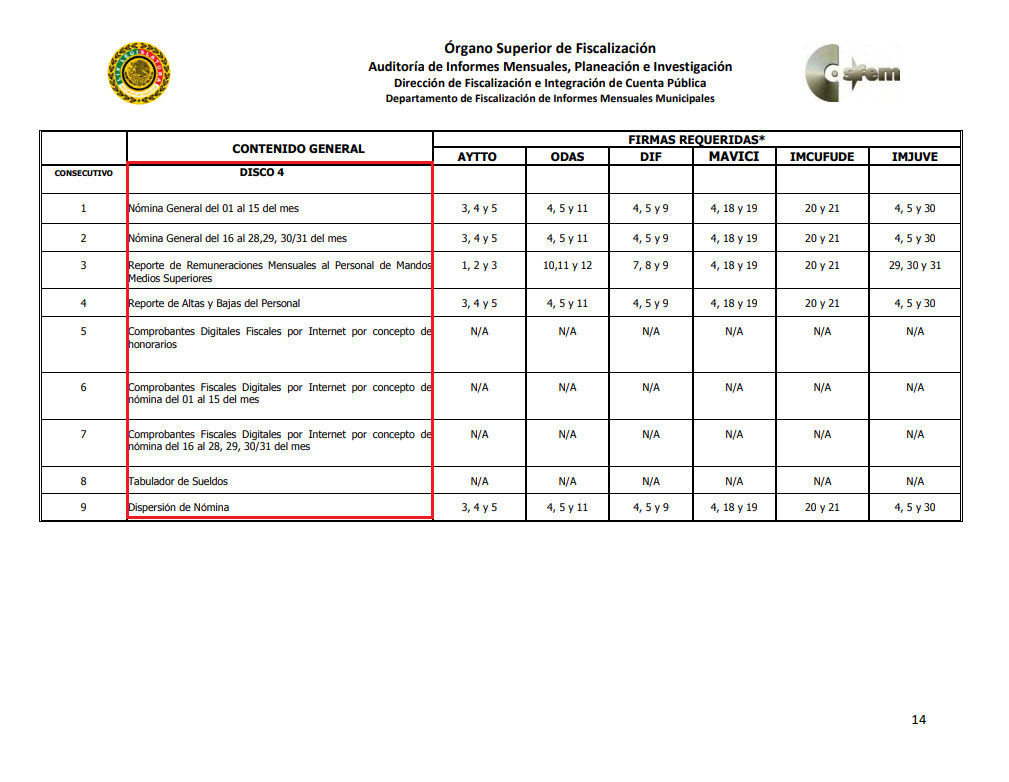 Órgano Superior de Fiscalización
Auditoría de Informes Mensuales, Planeación e Investigación
Dirección de Fiscalización e Integración de Cuenta Pública
Departamento de Fiscalización de Informes Mensuales Municipales
osfem
CONTENIDO GENERAL
FIRMAS REQUERIDAS*
AYTTO ODAS DIF MAVICI IMCUFUDE IMJUVE
CONSECUTIVO DISCO 4
1 Nómina General del 01 al 15 del mes 3, 4 y 5 4, 5 y 11 4, 5 y 9 4, 18 y 19 20 y 21 4, 5 y 30
2 Nómina General del 16 al 28,29, 30/31 del mes 3, 4 y 5 4, 5 y 11 4, 5 y 9 4, 18 y 19 20 y 21 4, 5 y 30
3 Reporte de Remuneraciones Mensuales al Personal de Mandos 1, 2 y 3 10,11 y 12 7, 8 y 9 4, 18 y 19 20 y 21 29, 30 y 31
Medios Superiores
4 Reporte de Altas y Bajas del Personal 3, 4 y 5 4, 5 y 11 4, 5 y 9 4, 18 y 19 20 y 21 4, 5 y 30
5 Comprobantes Digitales Fiscales por Internet por concepto de N/A N/A N/A N/A N/A N/A
honorarios
6 Comprobantes Fiscales Digitales por Internet por concepto de N/A N/A N/A N/A N/A N/A
nómina del 01 al 15 del mes
7 Comprobantes Fiscales Digitales por Internet por concepto de N/A N/A N/A N/A N/A N/A
nómina del 16 al 28, 29, 30/31 del mes
8 Tabulador de Sueldos N/A N/A N/A N/A N/A N/A
9 Dispersión de Nómina 3, 4 y 5 4, 5 y 11 4, 5 y 9 4, 18 y 19 20 y 21 4, 5 y 30
14